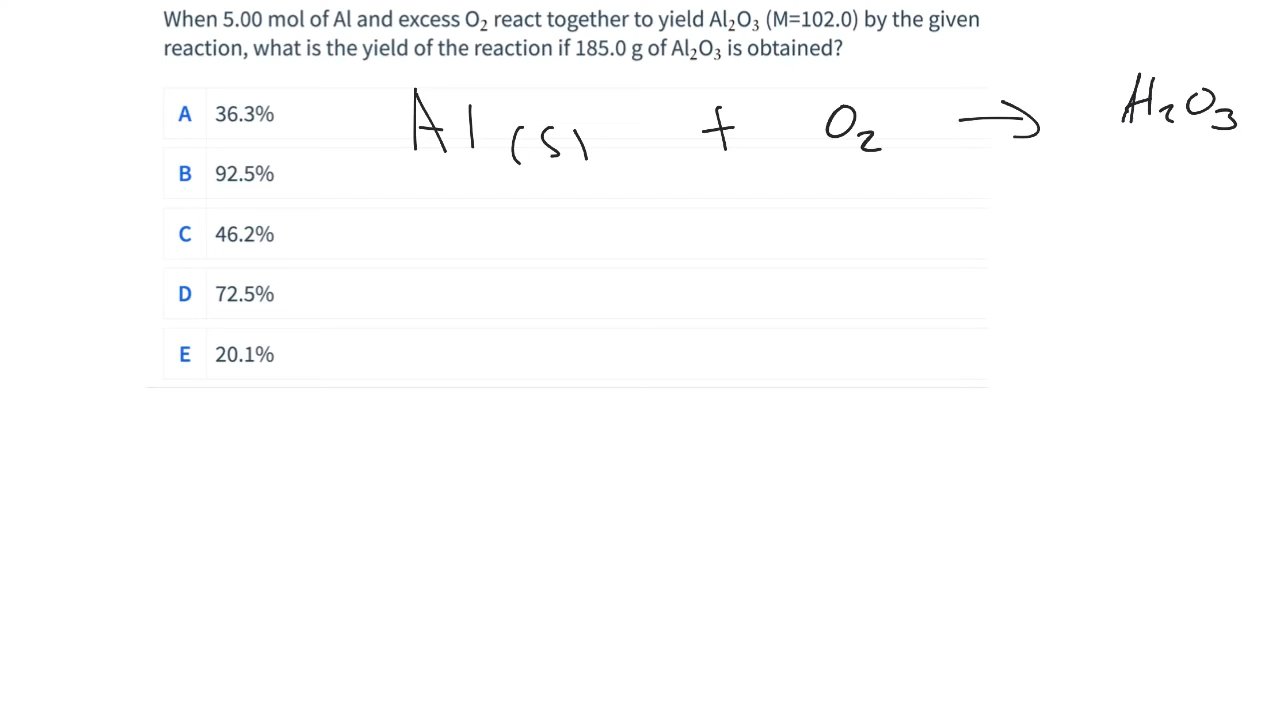 When 5.00 mol of Al and excess O₂ react together to yield Al₂O₃ (M=102.0) by the given
reaction, what is the yield of the reaction if 185.0 g of Al₂O₃ is obtained?
A 36.3%
Al(s) + O₂ → Al₂O₃
B 92.5%
C 46.2%
D 72.5%
E 20.1%